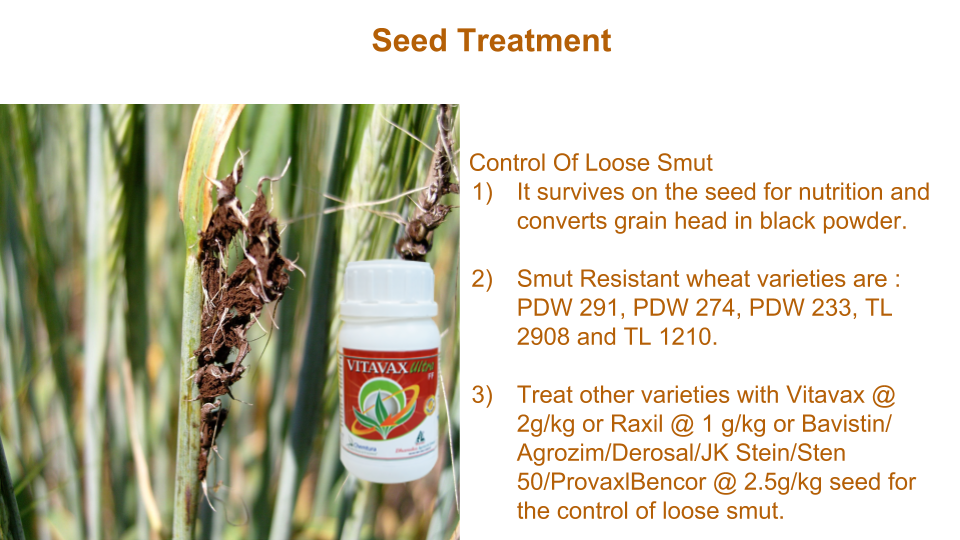 Seed Treatment
Control Of Loose Smut
1) It survives on the seed for nutrition and
converts grain head in black powder.
2) Smut Resistant wheat varieties are :
PDW 291, PDW 274, PDW 233, TL
2908 and TL 1210.
3) Treat other varieties with Vitavax @
2g/kg or Raxil @ 1 g/kg or Bavistin/
Agrozim/Derosal/JK Stein/Sten
50/ProvaxlBencor @ 2.5g/kg seed for
the control of loose smut.
VITAVAX Ultra
Chemtura